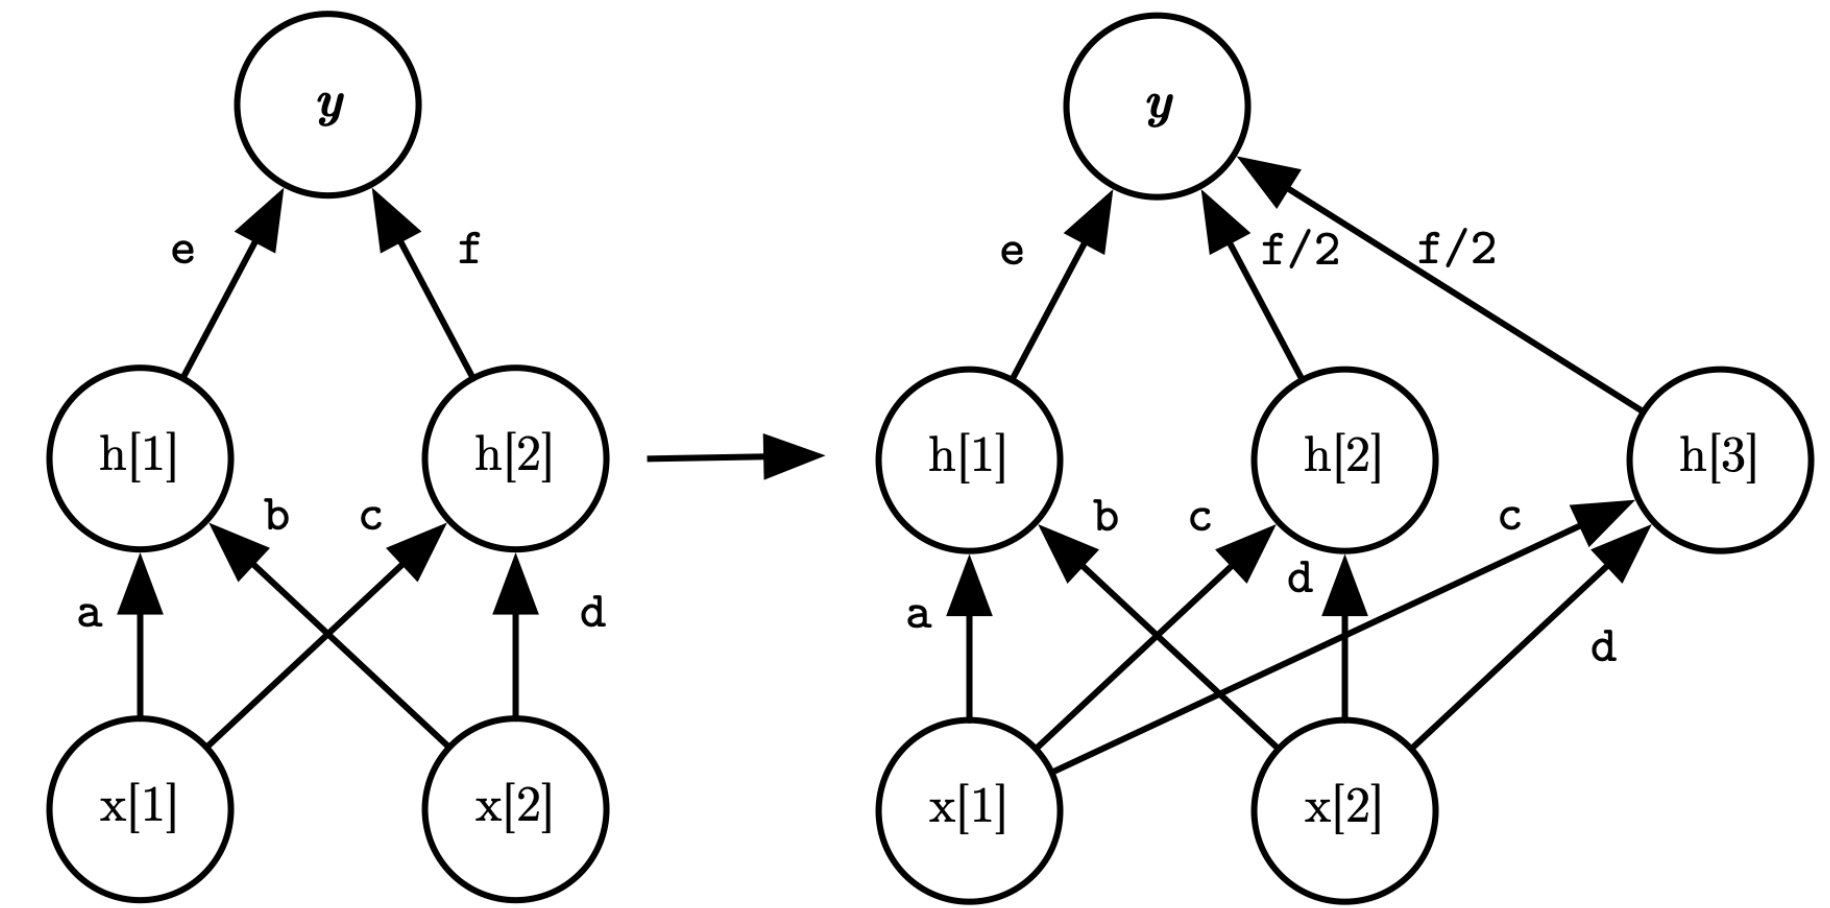 y y
e f e f/2 f/2
h[1] h[2] h[1] h[2] h[3]
b c b c c
a d a d d
x[1] x[2] x[1] x[2]